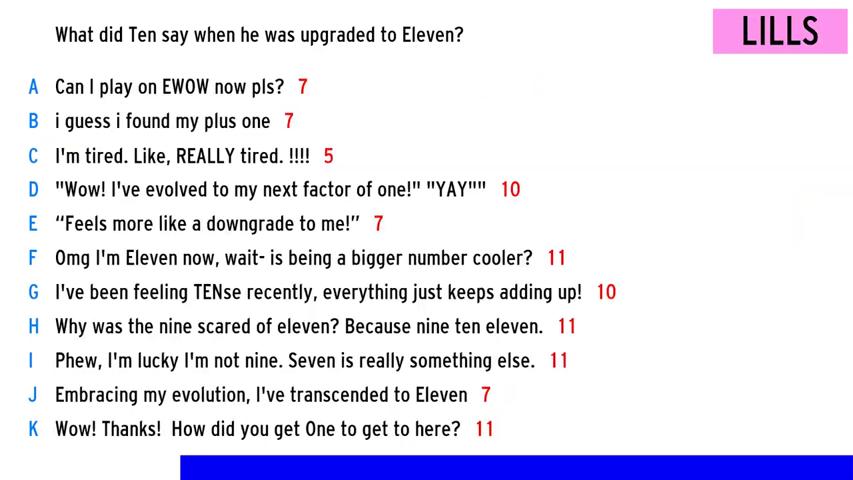 What did Ten say when he was upgraded to Eleven?
LILLS
A Can I play on EWOW now pls? 7
B i guess i found my plus one 7
C I'm tired. Like, REALLY tired. !!!! 5
D "Wow! I've evolved to my next factor of one!" "YAY"" 10
E “Feels more like a downgrade to me!” 7
F Omg I'm Eleven now, wait- is being a bigger number cooler? 11
G I've been feeling TENse recently, everything just keeps adding up! 10
H Why was the nine scared of eleven? Because nine ten eleven. 11
I Phew, I'm lucky I'm not nine. Seven is really something else. 11
J Embracing my evolution, I've transcended to Eleven 7
K Wow! Thanks!  How did you get One to get to here? 11